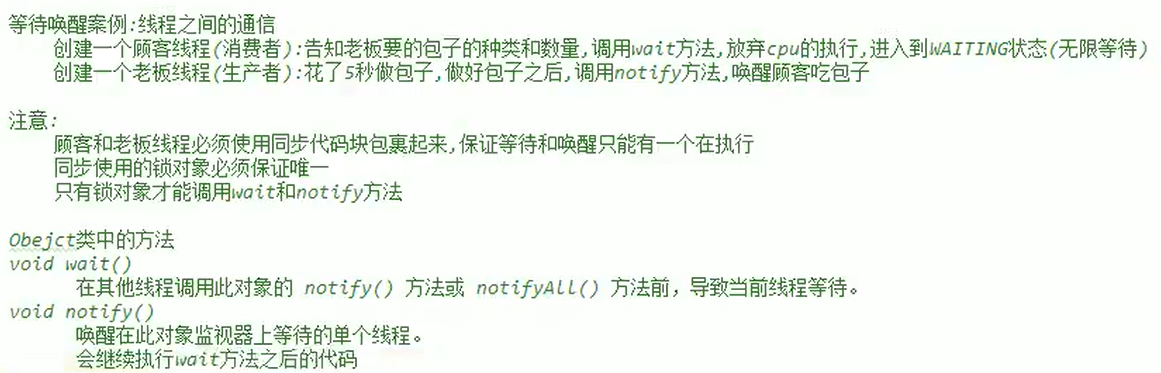 等待唤醒案例:线程之间的通信
创建一个顾客线程(消费者):告知老板要的包子的种类和数量,调用wait方法,放弃cpu的执行,进入到WAITING状态(无限等待)
创建一个老板线程(生产者):花了5秒做包子,做好包子之后,调用notify方法,唤醒顾客吃包子
注意:
顾客和老板线程必须使用同步代码块包裹起来,保证等待和唤醒只能有一个在执行
同步使用的锁对象必须保证唯一
只有锁对象才能调用wait和notify方法
Obejct类中的方法
void wait()
在其他线程调用此对象的 notify() 方法或 notifyAll() 方法前，导致当前线程等待。
void notify()
唤醒在此对象监视器上等待的单个线程。
会继续执行wait方法之后的代码